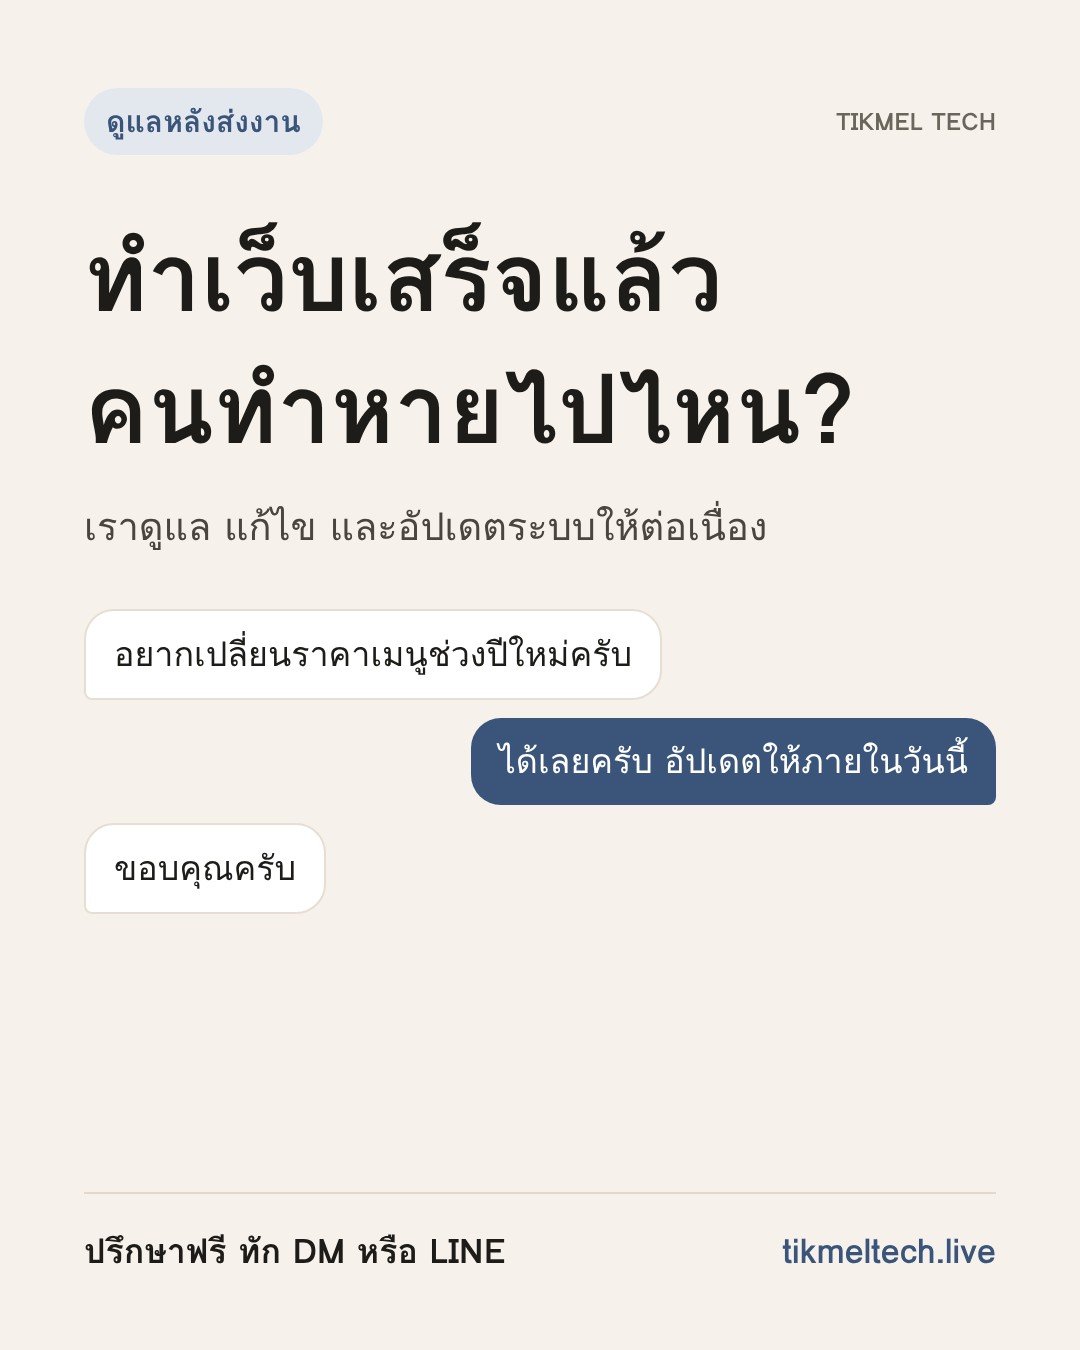 ดูแลหลังส่งงาน
TIKMEL TECH
ทำเว็บเสร็จแล้ว
คนทำหายไปไหน?
เราดูแล แก้ไข และอัปเดตระบบให้ต่อเนื่อง
อยากเปลี่ยนราคาเมนูช่วงปีใหม่ครับ
ได้เลยครับ อัปเดตให้ภายในวันนี้
ขอบคุณครับ
ปรึกษาฟรี ทัก DM หรือ LINE
tikmeltech.live